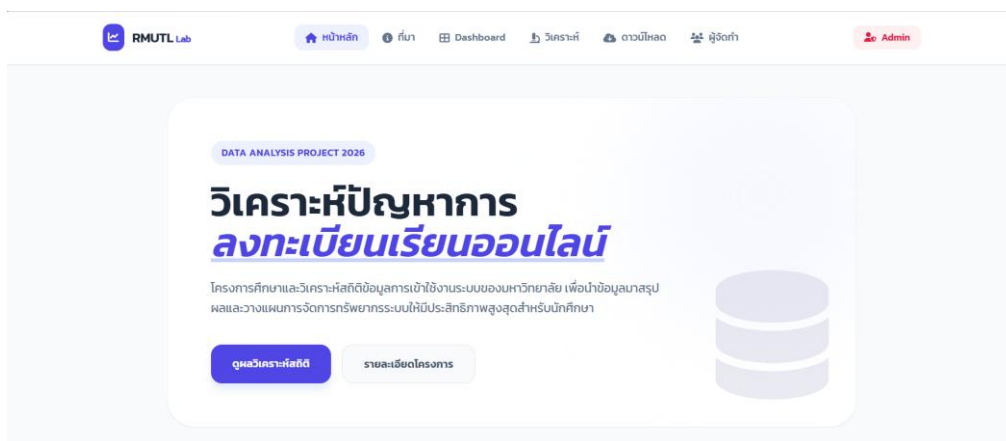 RMUTL Lab
หน้าหลัก
ที่มา
Dashboard
วิเคราะห์
ดาวน์โหลด
ผู้จัดทำ
Admin
DATA ANALYSIS PROJECT 2026
วิเคราะห์ปัญหาการ
ลงทะเบียนเรียนออนไลน์
โครงการศึกษาและวิเคราะห์สถิติข้อมูลการเข้าใช้งานระบบของมหาวิทยาลัย เพื่อนำข้อมูลมาสรุป
ผลและวางแผนการจัดการทรัพยากรระบบให้มีประสิทธิภาพสูงสุดสำหรับนักศึกษา
ดูผลวิเคราะห์สถิติ
รายละเอียดโครงการ